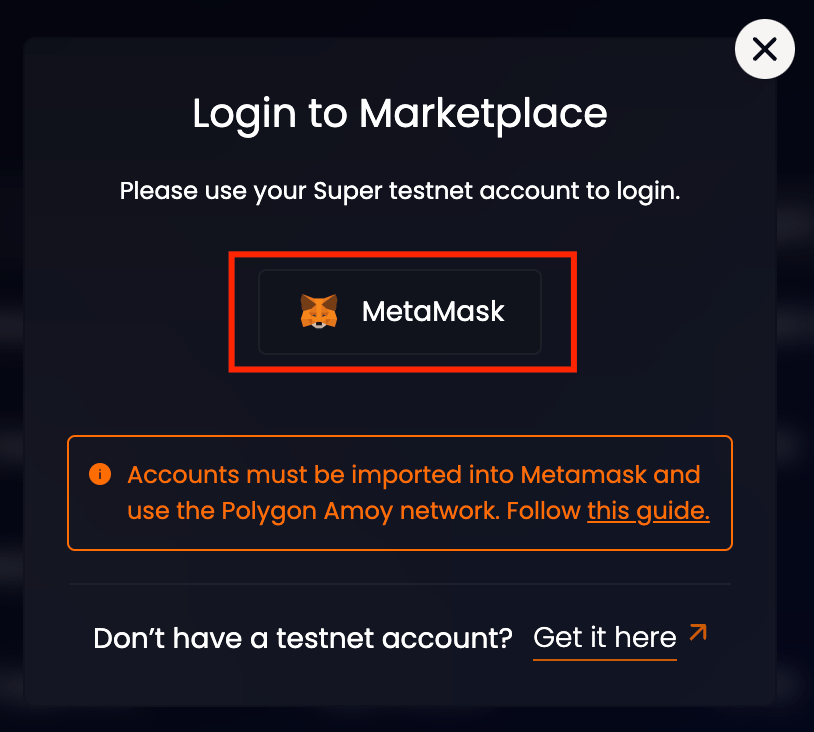 Login to Marketplace
Please use your Super testnet account to login.
MetaMask
Accounts must be imported into Metamask and
use the Polygon Amoy network. Follow this guide.
Don’t have a testnet account? Get it here